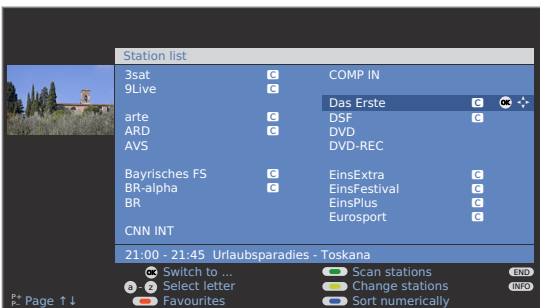 Station list
3sat C
9Live C
arte C
ARD C
AVS
Bayrisches FS C
BR-alpha C
BR
CNN INT
COMP IN
Das Erste C OK
DSF C
DVD
DVD-REC
EinsExtra C
EinsFestival C
EinsPlus C
Eurosport C
21:00 - 21:45 Urlaubsparadies - Toskana
OK Switch to ...
a - z Select letter
P+ P− Page ↑↓
Favourites
Scan stations END
Change stations INFO
Sort numerically